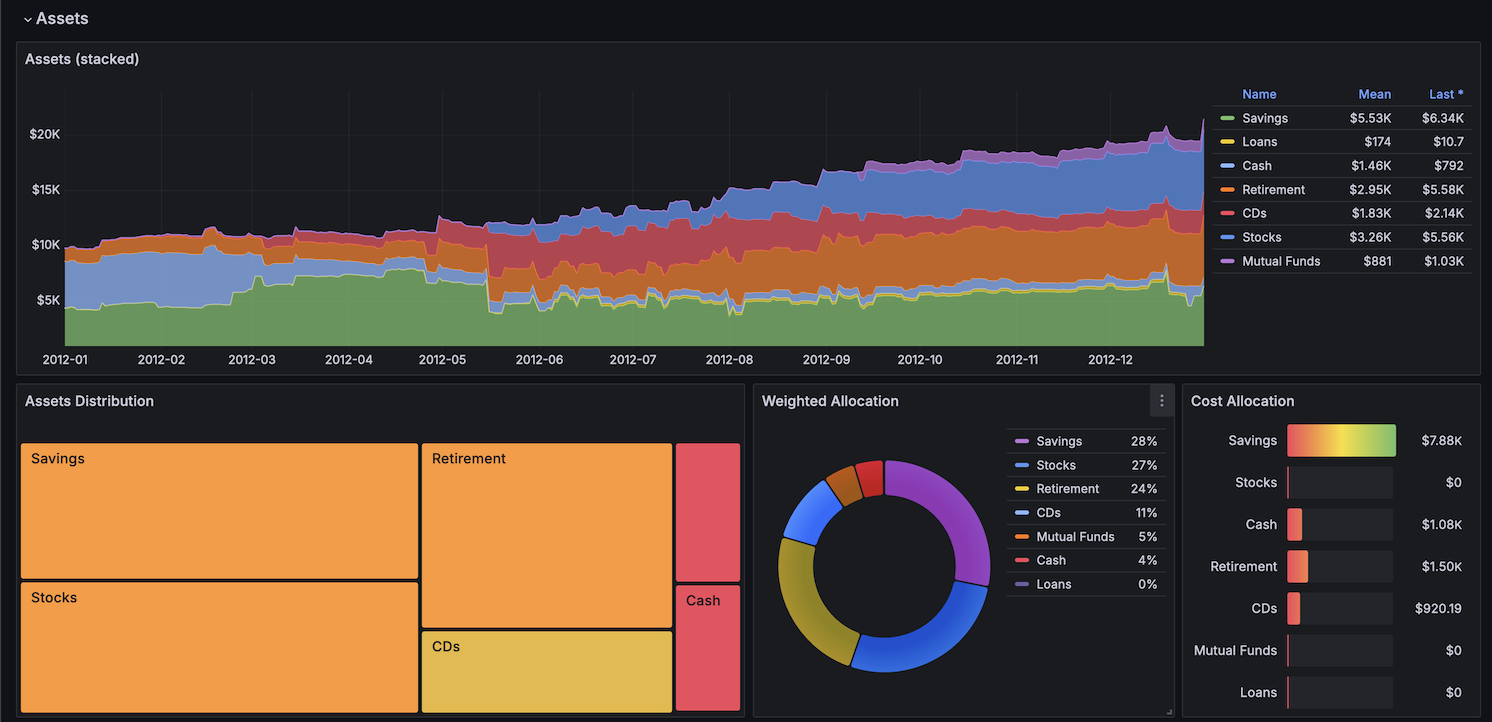 Assets
Assets (stacked)
$20K
$15K
$10K
$5K
2012-01 2012-02 2012-03 2012-04 2012-05 2012-06 2012-07 2012-08 2012-09 2012-10 2012-11 2012-12
Name Mean Last *
Savings $5.53K $6.34K
Loans $174 $10.7
Cash $1.46K $792
Retirement $2.95K $5.58K
CDs $1.83K $2.14K
Stocks $3.26K $5.56K
Mutual Funds $881 $1.03K
Assets Distribution
Savings
Stocks
Retirement
CDs
Cash
Weighted Allocation
Savings 28%
Stocks 27%
Retirement 24%
CDs 11%
Mutual Funds 5%
Cash 4%
Loans 0%
Cost Allocation
Savings $7.88K
Stocks $0
Cash $1.08K
Retirement $1.50K
CDs $920.19
Mutual Funds $0
Loans $0